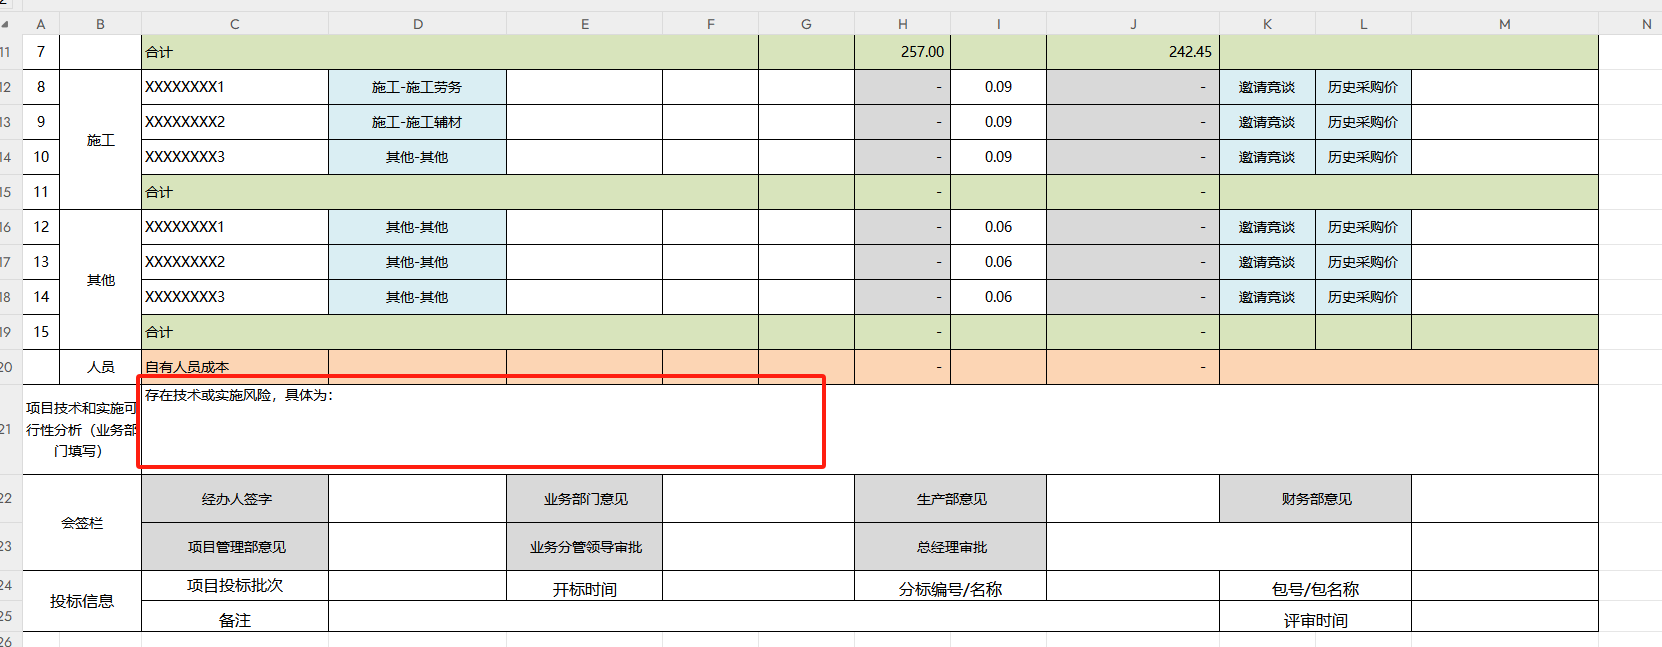 A B C D E F G H I J K L M N
11 7 合计 257.00 242.45
12 8 XXXXXXXX1 施工-施工劳务 - 0.09 - 邀请竞谈 历史采购价
13 9 XXXXXXXX2 施工-施工辅材 - 0.09 - 邀请竞谈 历史采购价
施工
14 10 XXXXXXXX3 其他-其他 - 0.09 - 邀请竞谈 历史采购价
15 11 合计 - -
16 12 XXXXXXXX1 其他-其他 - 0.06 - 邀请竞谈 历史采购价
17 13 XXXXXXXX2 其他-其他 - 0.06 - 邀请竞谈 历史采购价
其他
18 14 XXXXXXXX3 其他-其他 - 0.06 - 邀请竞谈 历史采购价
19 15 合计 - -
20 人员 自有人员成本 - -
存在技术或实施风险，具体为：
项目技术和实施可
21 行性分析（业务部
门填写）
22 经办人签字 业务部门意见 生产部意见 财务部意见
会签栏
23 项目管理部意见 业务分管领导审批 总经理审批
24 项目投标批次 开标时间 分标编号/名称 包号/包名称
投标信息
25 备注 评审时间
26